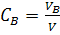 C_B = V_B / V